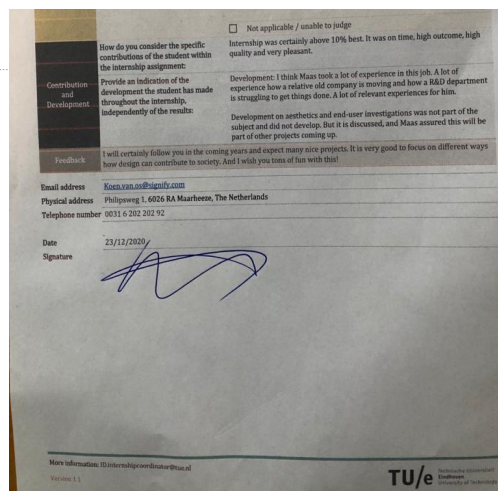 Not applicable / unable to judge
How do you consider the specific
contributions of the student within
the internship assignment:
Internship was certainly above 10% best. It was on time, high outcome, high
quality and very pleasant.
Contribution
and
Development
Provide an indication of the
development the student has made
throughout the internship,
independently of the results:
Development: I think Maas took a lot of experience in this job. A lot of
experience how a relative old company is moving and how a R&D department
is struggling to get things done. A lot of relevant experiences for him.
Development on aesthetics and end-user investigations was not part of the
subject and did not develop. But it is discussed, and Maas assured this will be
part of other projects coming up.
Feedback
I will certainly follow you in the coming years and expect many nice projects. It is very good to focus on different ways
how design can contribute to society. And I wish you tons of fun with this!
Email address Koen.van.os@signify.com
Physical address Philipsweg 1, 6026 RA Maarheeze, The Netherlands
Telephone number 0031 6 202 202 92
Date 23/12/2020
Signature
More information: ID.internshipcoordinator@tue.nl
Version 1.1
TU/e
Technische Universiteit
Eindhoven
University of Technology